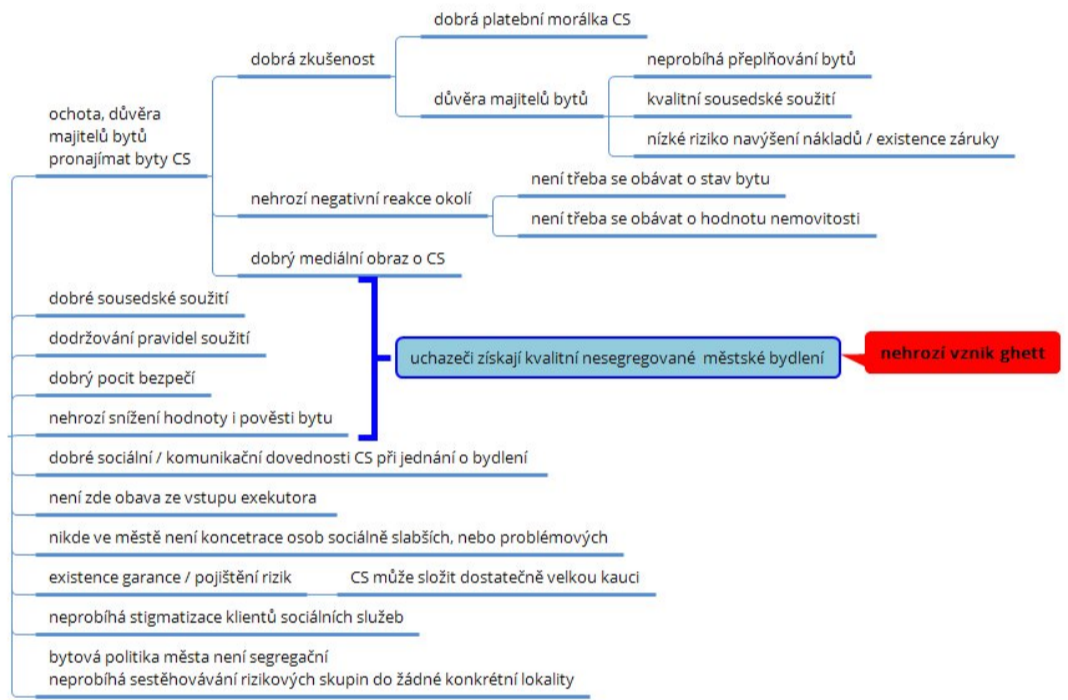 dobrá platební morálka CS
dobrá zkušenost
neprobíhá přeplňování bytů
důvěra majitelů bytů
kvalitní sousedské soužití
nízké riziko navýšení nákladů / existence záruky
ochota, důvěra
majitelů bytů
pronajímat byty CS
není třeba se obávat o stav bytu
nehrozí negativní reakce okolí
není třeba se obávat o hodnotu nemovitosti
dobrý mediální obraz o CS
dobré sousedské soužití
dodržování pravidel soužití
uchazeči získají kvalitní nesegregované městské bydlení
nehrozí vznik ghett
dobrý pocit bezpečí
nehrozí snížení hodnoty i pověsti bytu
dobré sociální / komunikační dovednosti CS při jednání o bydlení
není zde obava ze vstupu exekutora
nikde ve městě není koncetrace osob sociálně slabších, nebo problémových
existence garance / pojištění rizik
CS může složit dostatečně velkou kauci
neprobíhá stigmatizace klientů sociálních služeb
bytová politika města není segregační
neprobíhá sestěhovávání rizikových skupin do žádné konkrétní lokality